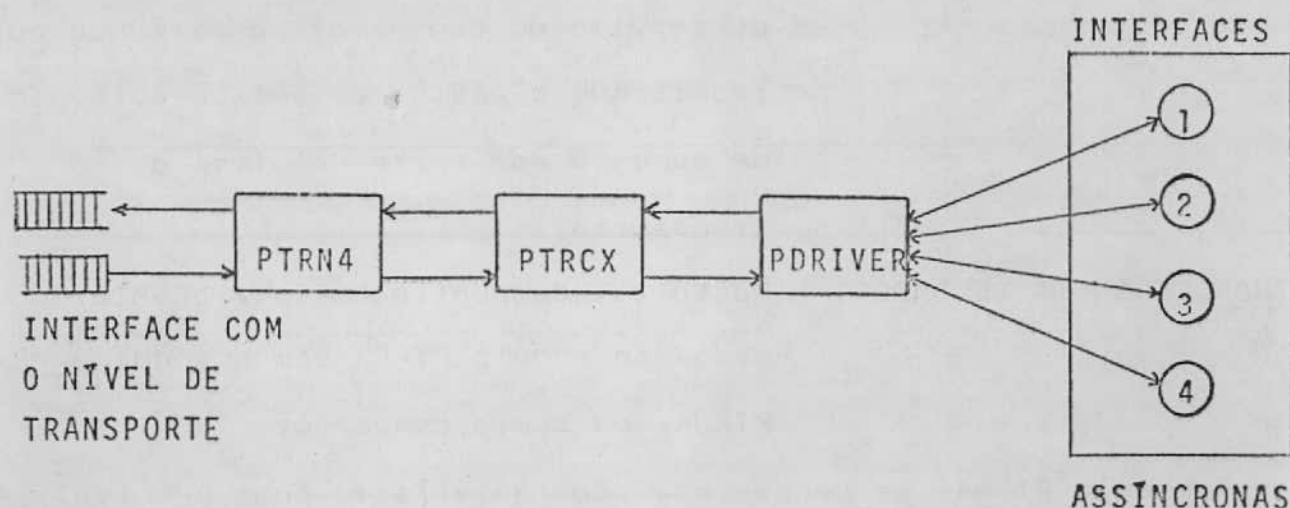 INTERFACES
1
2
3
4
PTRN4
PTRCX
PDRIVER
INTERFACE COM
O NÍVEL DE
TRANSPORTE
ASSÍNCRONAS